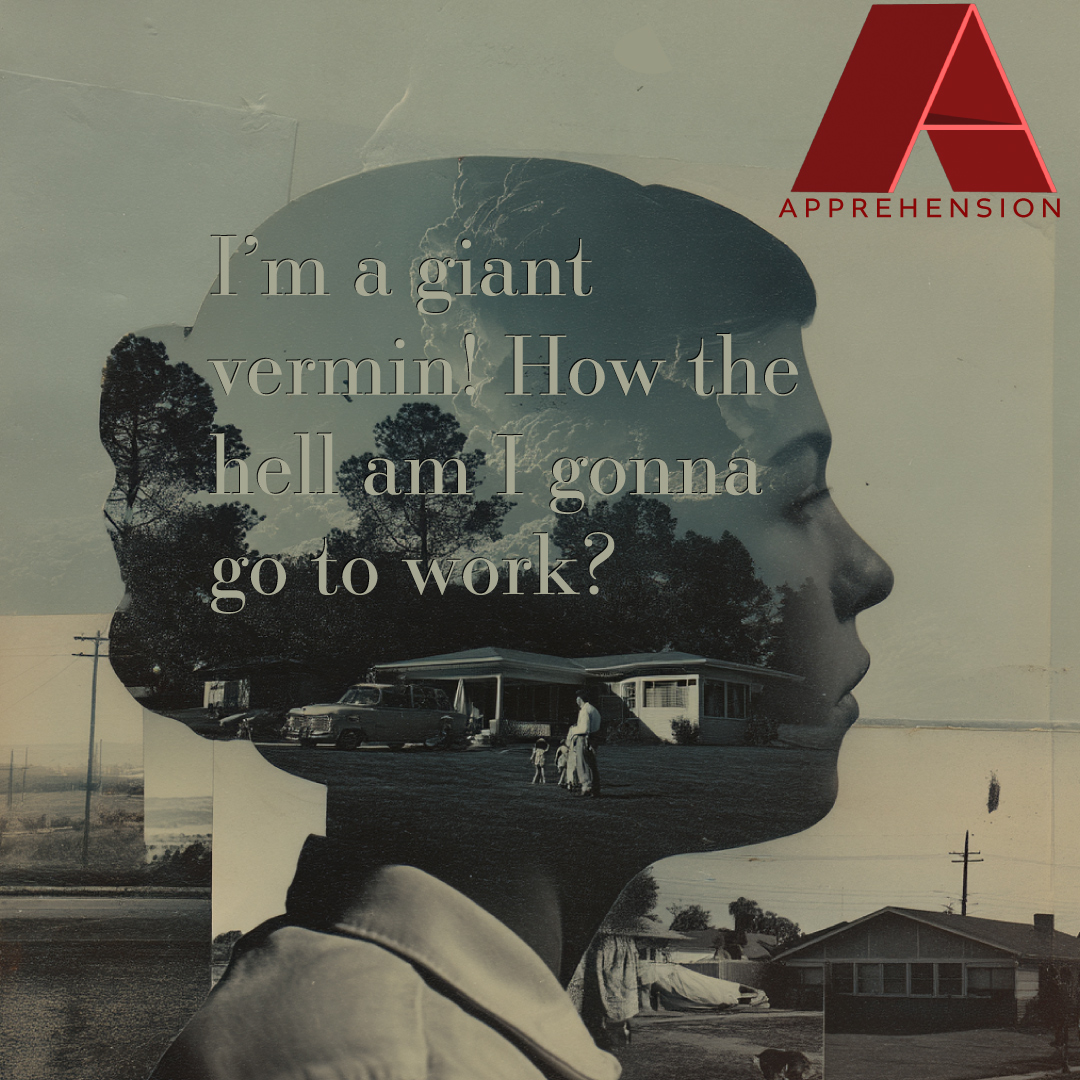 APPREHENSION
I’m a giant
vermin! How the
hell am I gonna
go to work?